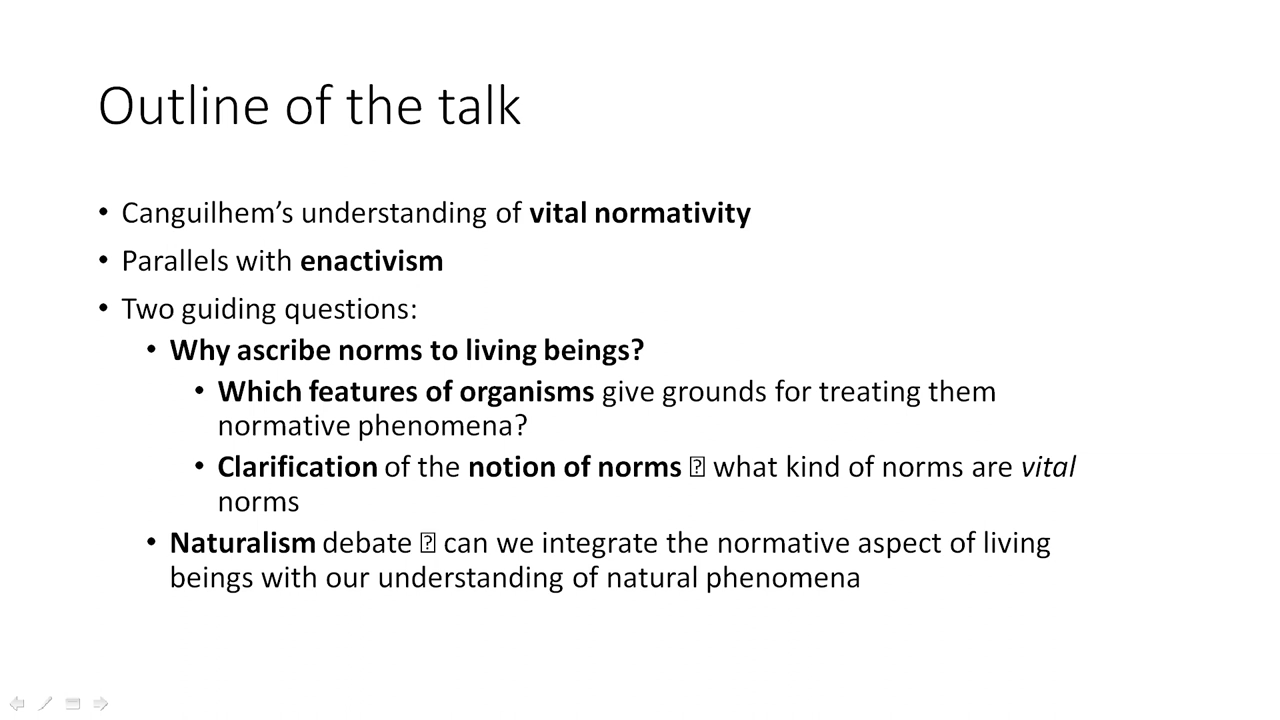 Outline of the talk
• Canguilhem’s understanding of vital normativity
• Parallels with enactivism
• Two guiding questions:
• Why ascribe norms to living beings?
• Which features of organisms give grounds for treating them
normative phenomena?
• Clarification of the notion of norms ⍰ what kind of norms are vital
norms
• Naturalism debate ⍰ can we integrate the normative aspect of living
beings with our understanding of natural phenomena